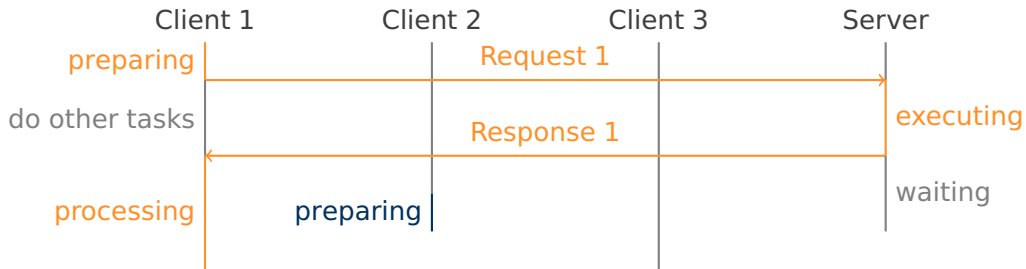 Client 1 Client 2 Client 3 Server
preparing Request 1
do other tasks executing
Response 1
waiting
processing preparing